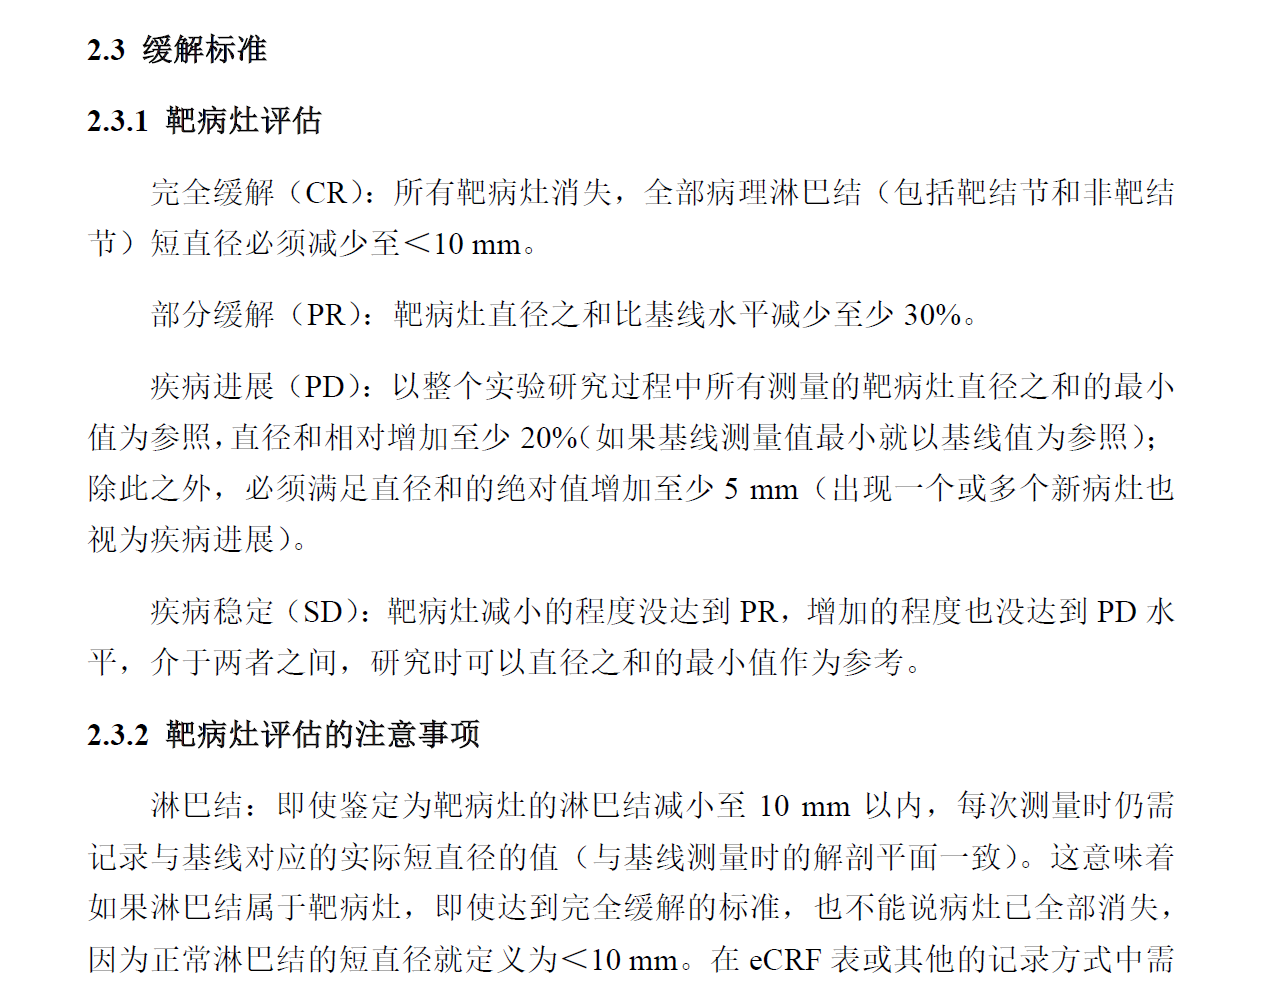 2.3 缓解标准
2.3.1 靶病灶评估
完全缓解（CR）：所有靶病灶消失，全部病理淋巴结（包括靶结节和非靶结
节）短直径必须减少至＜10 mm。
部分缓解（PR）：靶病灶直径之和比基线水平减少至少 30%。
疾病进展（PD）：以整个实验研究过程中所有测量的靶病灶直径之和的最小
值为参照，直径和相对增加至少 20%（如果基线测量值最小就以基线值为参照）；
除此之外，必须满足直径和的绝对值增加至少 5 mm（出现一个或多个新病灶也
视为疾病进展）。
疾病稳定（SD）：靶病灶减小的程度没达到 PR，增加的程度也没达到 PD 水
平，介于两者之间，研究时可以直径之和的最小值作为参考。
2.3.2 靶病灶评估的注意事项
淋巴结：即使鉴定为靶病灶的淋巴结减小至 10 mm 以内，每次测量时仍需
记录与基线对应的实际短直径的值（与基线测量时的解剖平面一致）。这意味着
如果淋巴结属于靶病灶，即使达到完全缓解的标准，也不能说病灶已全部消失，
因为正常淋巴结的短直径就定义为＜10 mm。在 eCRF 表或其他的记录方式中需